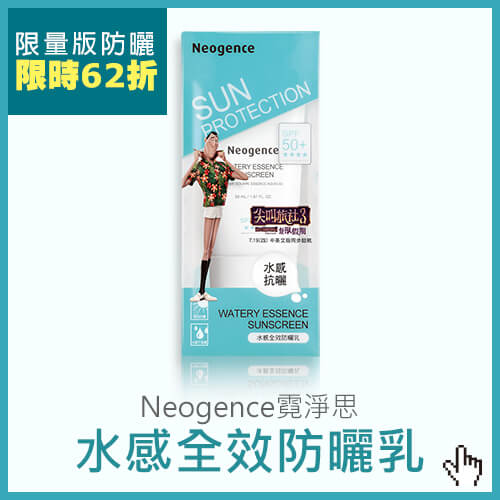 限量版防曬
限時62折
Neogence
SUN
PROTECTION
SPF
50+
★★★★
Neogence
WATERY ESSENCE
SUNSCREEN
尖叫旅社3
水感
抗曬
WATERY ESSENCE
SUNSCREEN
水感全效防曬乳
Neogence霓淨思
水感全效防曬乳